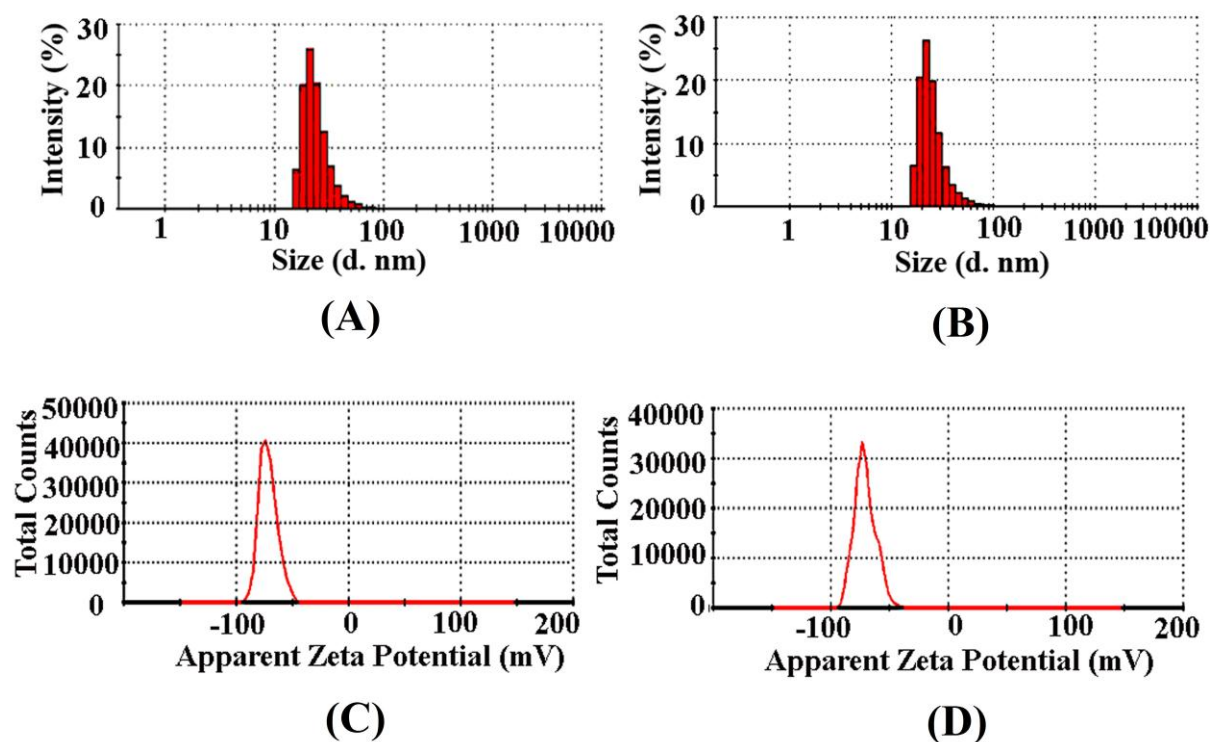 Intensity (%)
30
20
10
0
1 10 100 1000 10000
Size (d. nm)
(A)
Intensity (%)
30
20
10
0
1 10 100 1000 10000
Size (d. nm)
(B)
Total Counts
50000
40000
30000
20000
10000
0
-100 0 100 200
Apparent Zeta Potential (mV)
(C)
Total Counts
40000
30000
20000
10000
0
-100 0 100 200
Apparent Zeta Potential (mV)
(D)